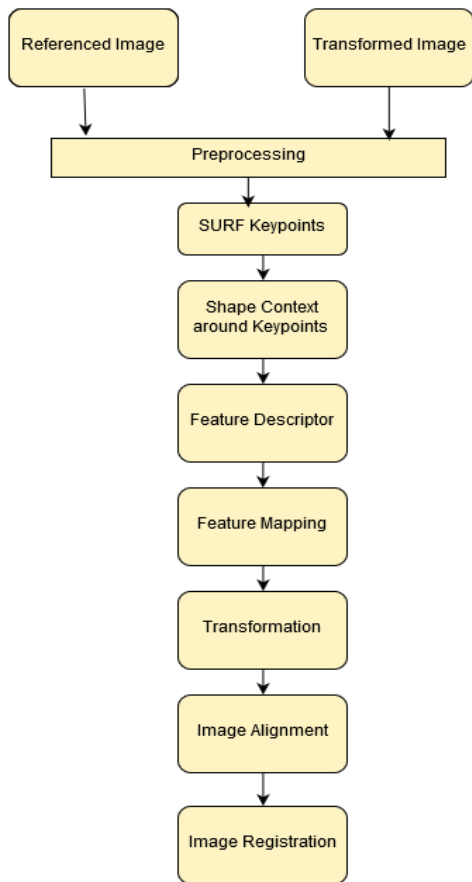 Referenced Image
Transformed Image
Preprocessing
SURF Keypoints
Shape Context
around Keypoints
Feature Descriptor
Feature Mapping
Transformation
Image Alignment
Image Registration